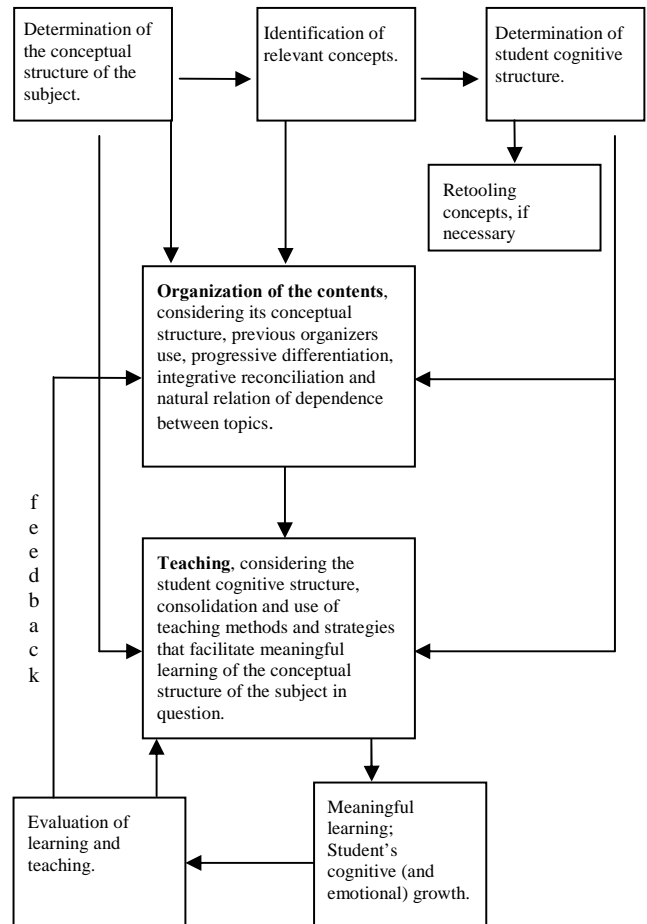 Determination of
the conceptual
structure of the
subject.
Identification of
relevant concepts.
Determination of
student cognitive
structure.
Retooling
concepts, if
necessary
Organization of the contents,
considering its conceptual
structure, previous organizers
use, progressive differentiation,
integrative reconciliation and
natural relation of dependence
between topics.
feedback
Teaching, considering the
student cognitive structure,
consolidation and use of
teaching methods and strategies
that facilitate meaningful
learning of the conceptual
structure of the subject in
question.
Meaningful
learning;
Student’s
cognitive (and
emotional) growth.
Evaluation of
learning and
teaching.